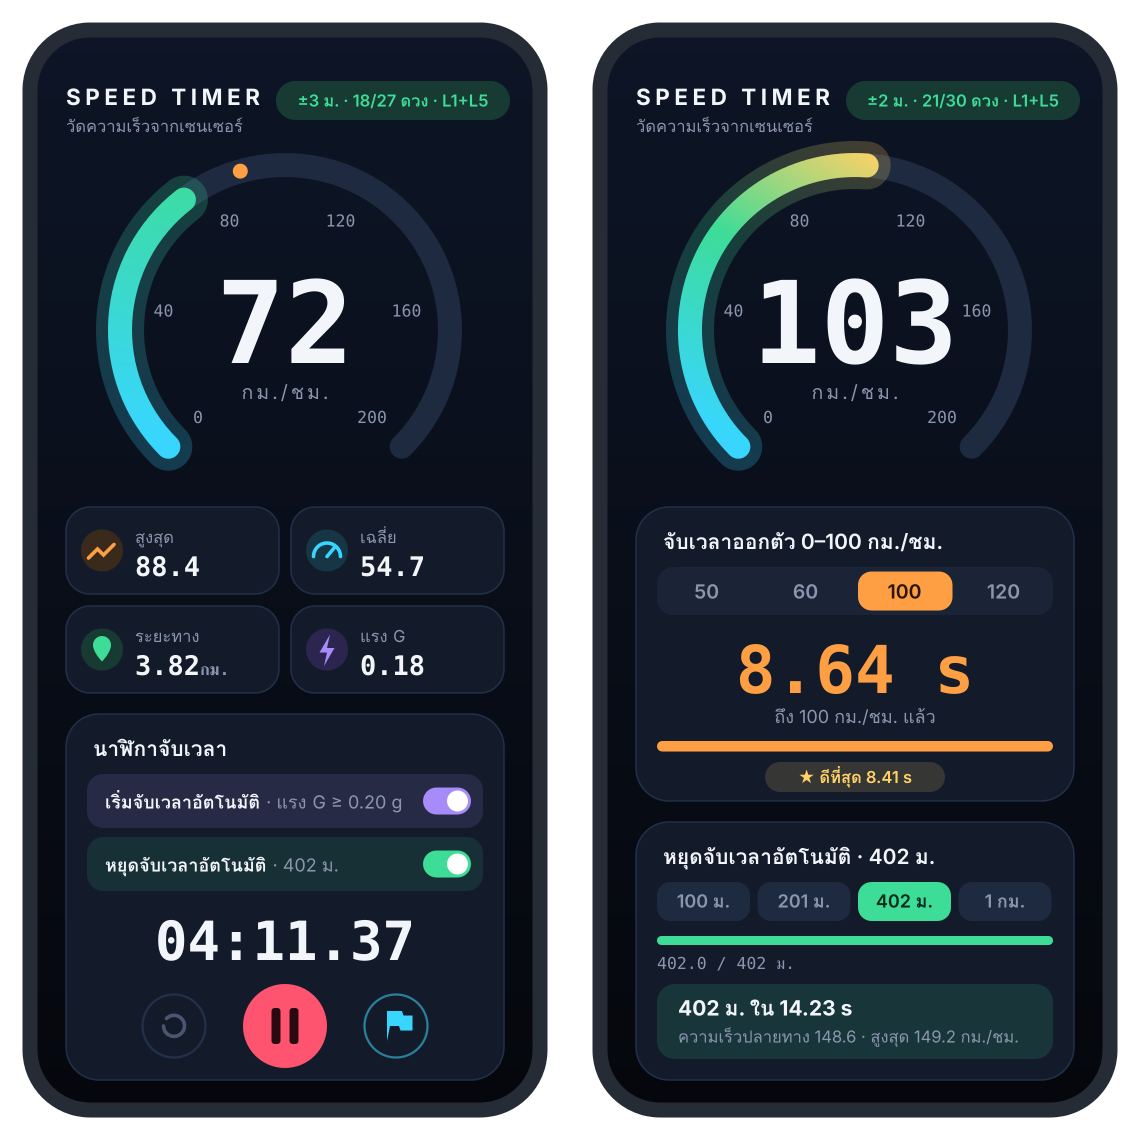 SPEED TIMER
±3 ม. · 18/27 ดวง · L1+L5
วัดความเร็วจากเซนเซอร์
80 120
40 160
72
กม./ชม.
0 200
สูงสุด
88.4
เฉลี่ย
54.7
ระยะทาง
3.82กม.
แรง G
0.18
นาฬิกาจับเวลา
เริ่มจับเวลาอัตโนมัติ · แรง G ≥ 0.20 g
หยุดจับเวลาอัตโนมัติ · 402 ม.
04:11.37
SPEED TIMER
±2 ม. · 21/30 ดวง · L1+L5
วัดความเร็วจากเซนเซอร์
80 120
40 160
103
กม./ชม.
0 200
จับเวลาออกตัว 0–100 กม./ชม.
50 60 100 120
8.64 s
ถึง 100 กม./ชม. แล้ว
★ ดีที่สุด 8.41 s
หยุดจับเวลาอัตโนมัติ · 402 ม.
100 ม. 201 ม. 402 ม. 1 กม.
402.0 / 402 ม.
402 ม. ใน 14.23 s
ความเร็วปลายทาง 148.6 · สูงสุด 149.2 กม./ชม.